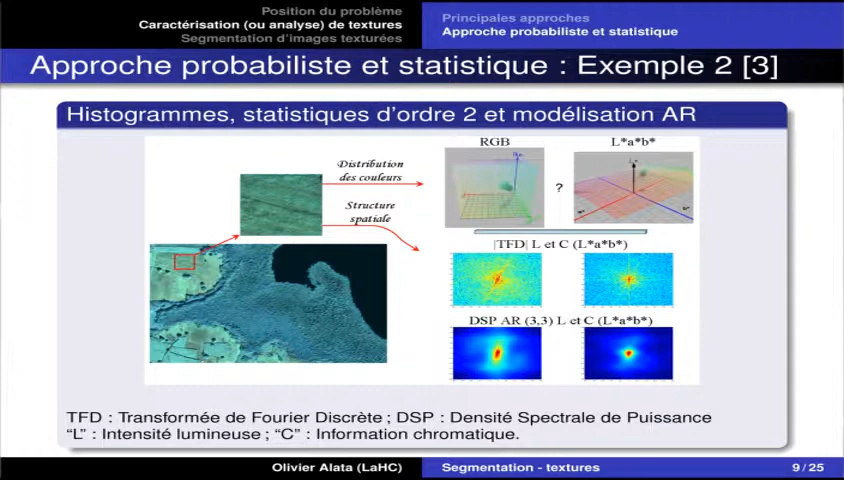 Position du problème
Caractérisation (ou analyse) de textures
Segmentation d'images texturées
Principales approches
Approche probabiliste et statistique
Approche probabiliste et statistique : Exemple 2 [3]
Histogrammes, statistiques d'ordre 2 et modélisation AR
RGB
L*a*b*
Distribution
des couleurs
?
Structure
spatiale
|TFD| L et C (L*a*b*)
DSP AR (3,3) L et C (L*a*b*)
TFD : Transformée de Fourier Discrète ; DSP : Densité Spectrale de Puissance
“L” : Intensité lumineuse ; “C” : Information chromatique.
Olivier Alata (LaHC)
Segmentation - textures
9 / 25